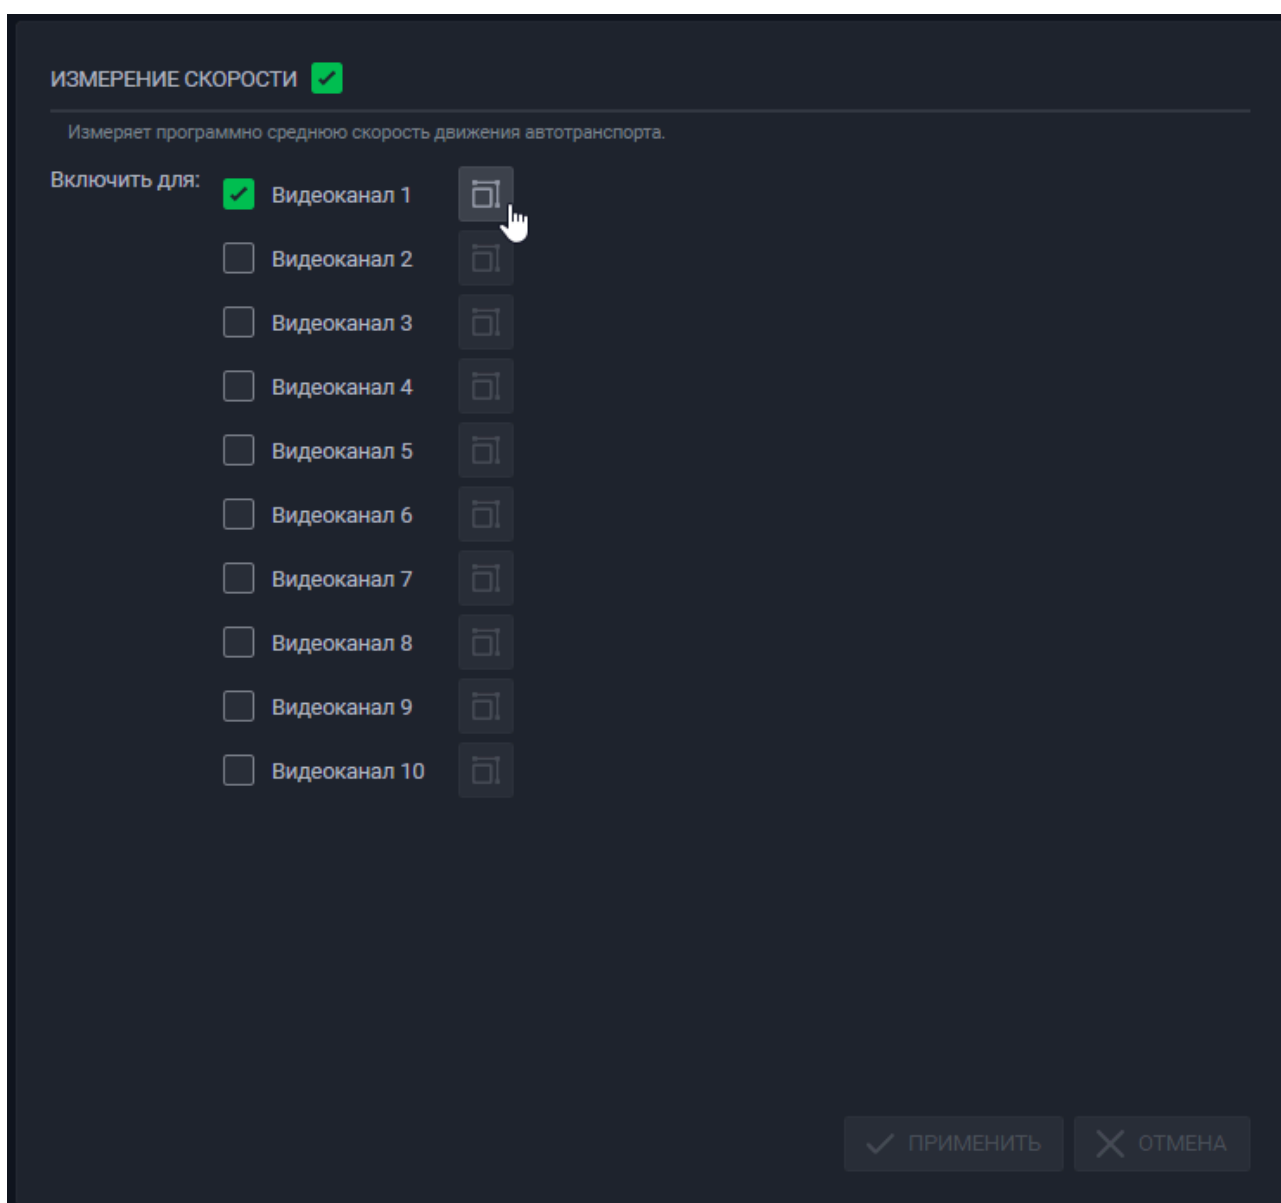 ИЗМЕРЕНИЕ СКОРОСТИ
Измеряет программно среднюю скорость движения автотранспорта.
Включить для:
Видеоканал 1
Видеоканал 2
Видеоканал 3
Видеоканал 4
Видеоканал 5
Видеоканал 6
Видеоканал 7
Видеоканал 8
Видеоканал 9
Видеоканал 10
ПРИМЕНИТЬ
ОТМЕНА